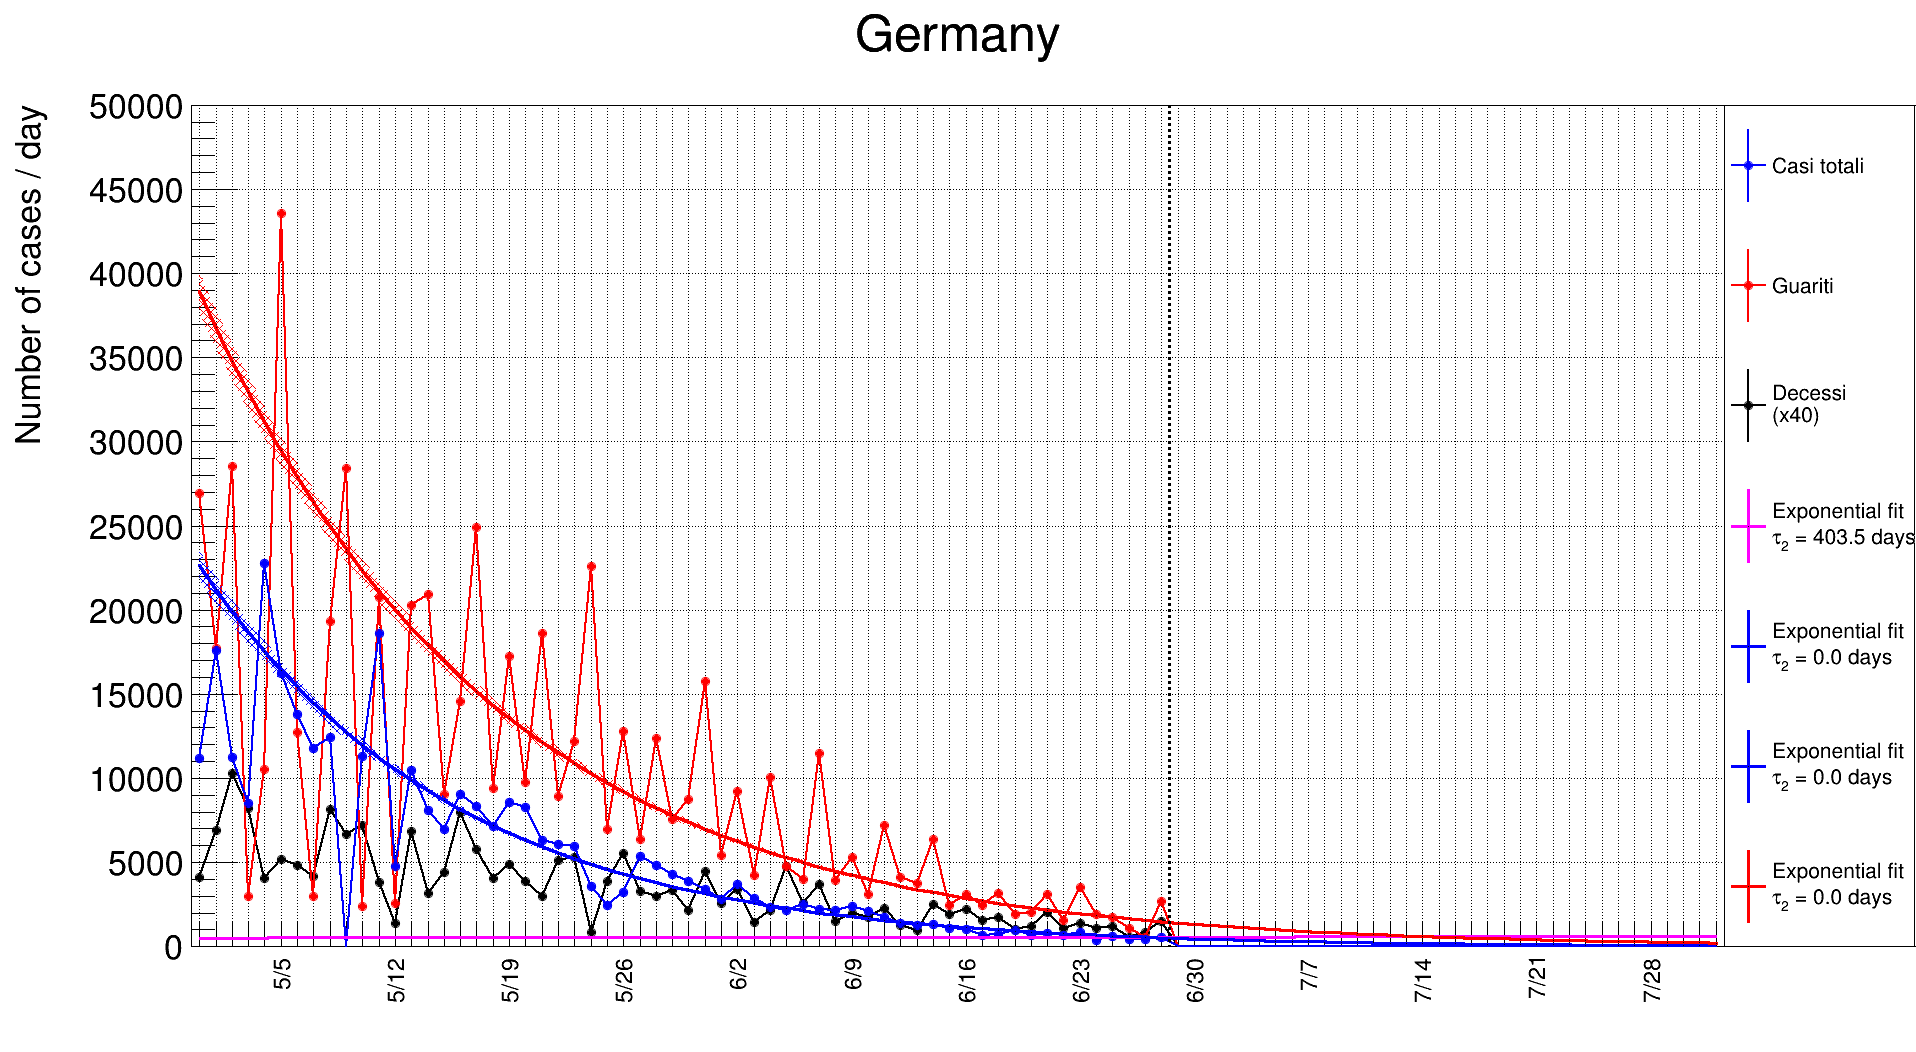 Germany
Number of cases / day
50000
45000
40000
35000
30000
25000
20000
15000
10000
5000
0
5/5
5/12
5/19
5/26
6/2
6/9
6/16
6/23
6/30
7/7
7/14
7/21
7/28
Casi totali
Guariti
Decessi
(x40)
Exponential fit
τ2 = 403.5 days
Exponential fit
τ2 = 0.0 days
Exponential fit
τ2 = 0.0 days
Exponential fit
τ2 = 0.0 days